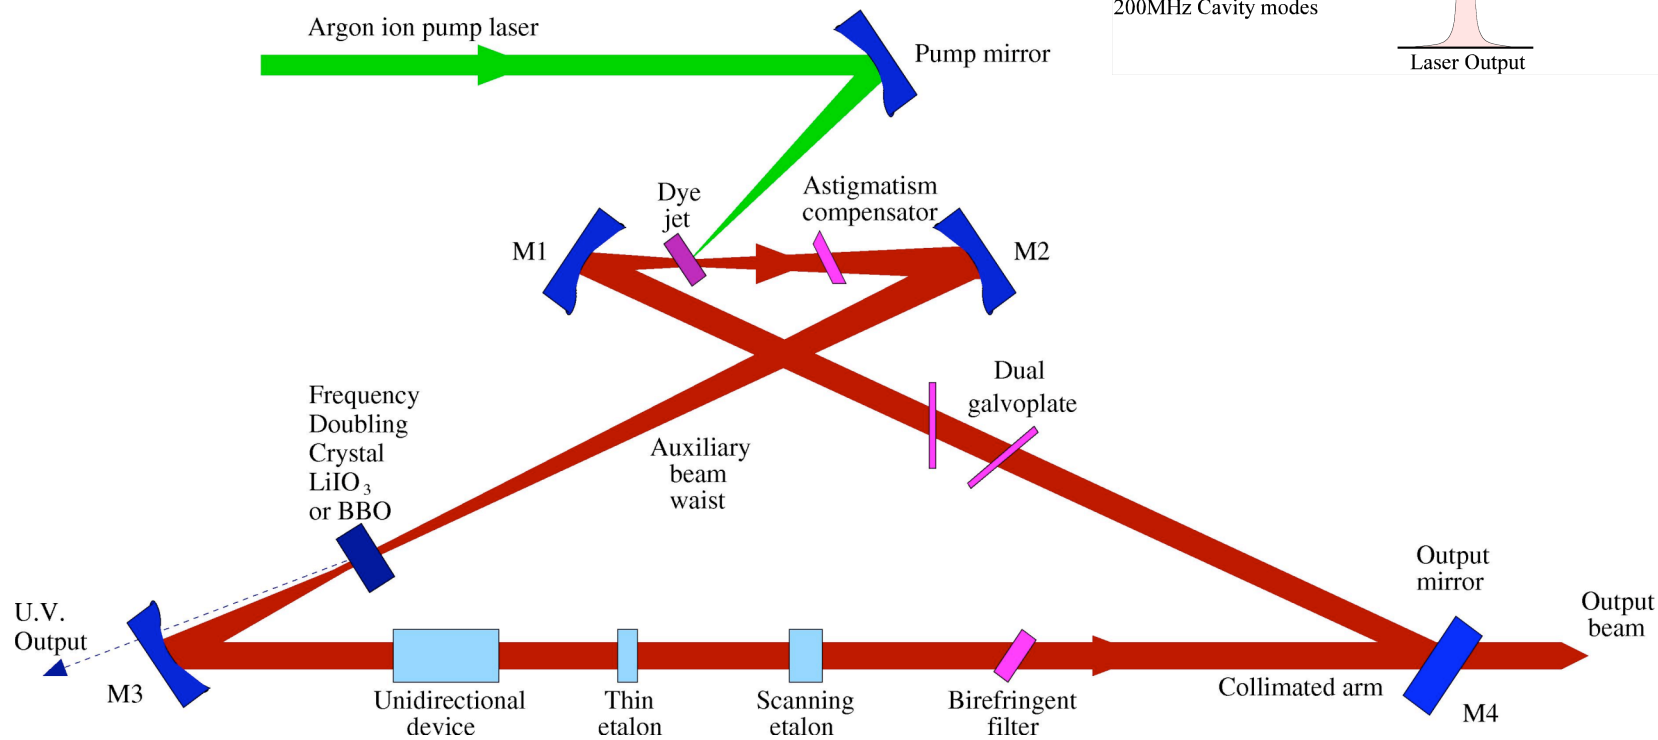 200MHz Cavity modes
Laser Output
Argon ion pump laser
Pump mirror
Dye
jet
Astigmatism
compensator
M1
M2
Dual
galvoplate
Frequency
Doubling
Crystal
LiIO₃
or BBO
Auxiliary
beam
waist
Output
mirror
Output
beam
U.V.
Output
M3
Unidirectional
device
Thin
etalon
Scanning
etalon
Birefringent
filter
Collimated arm
M4